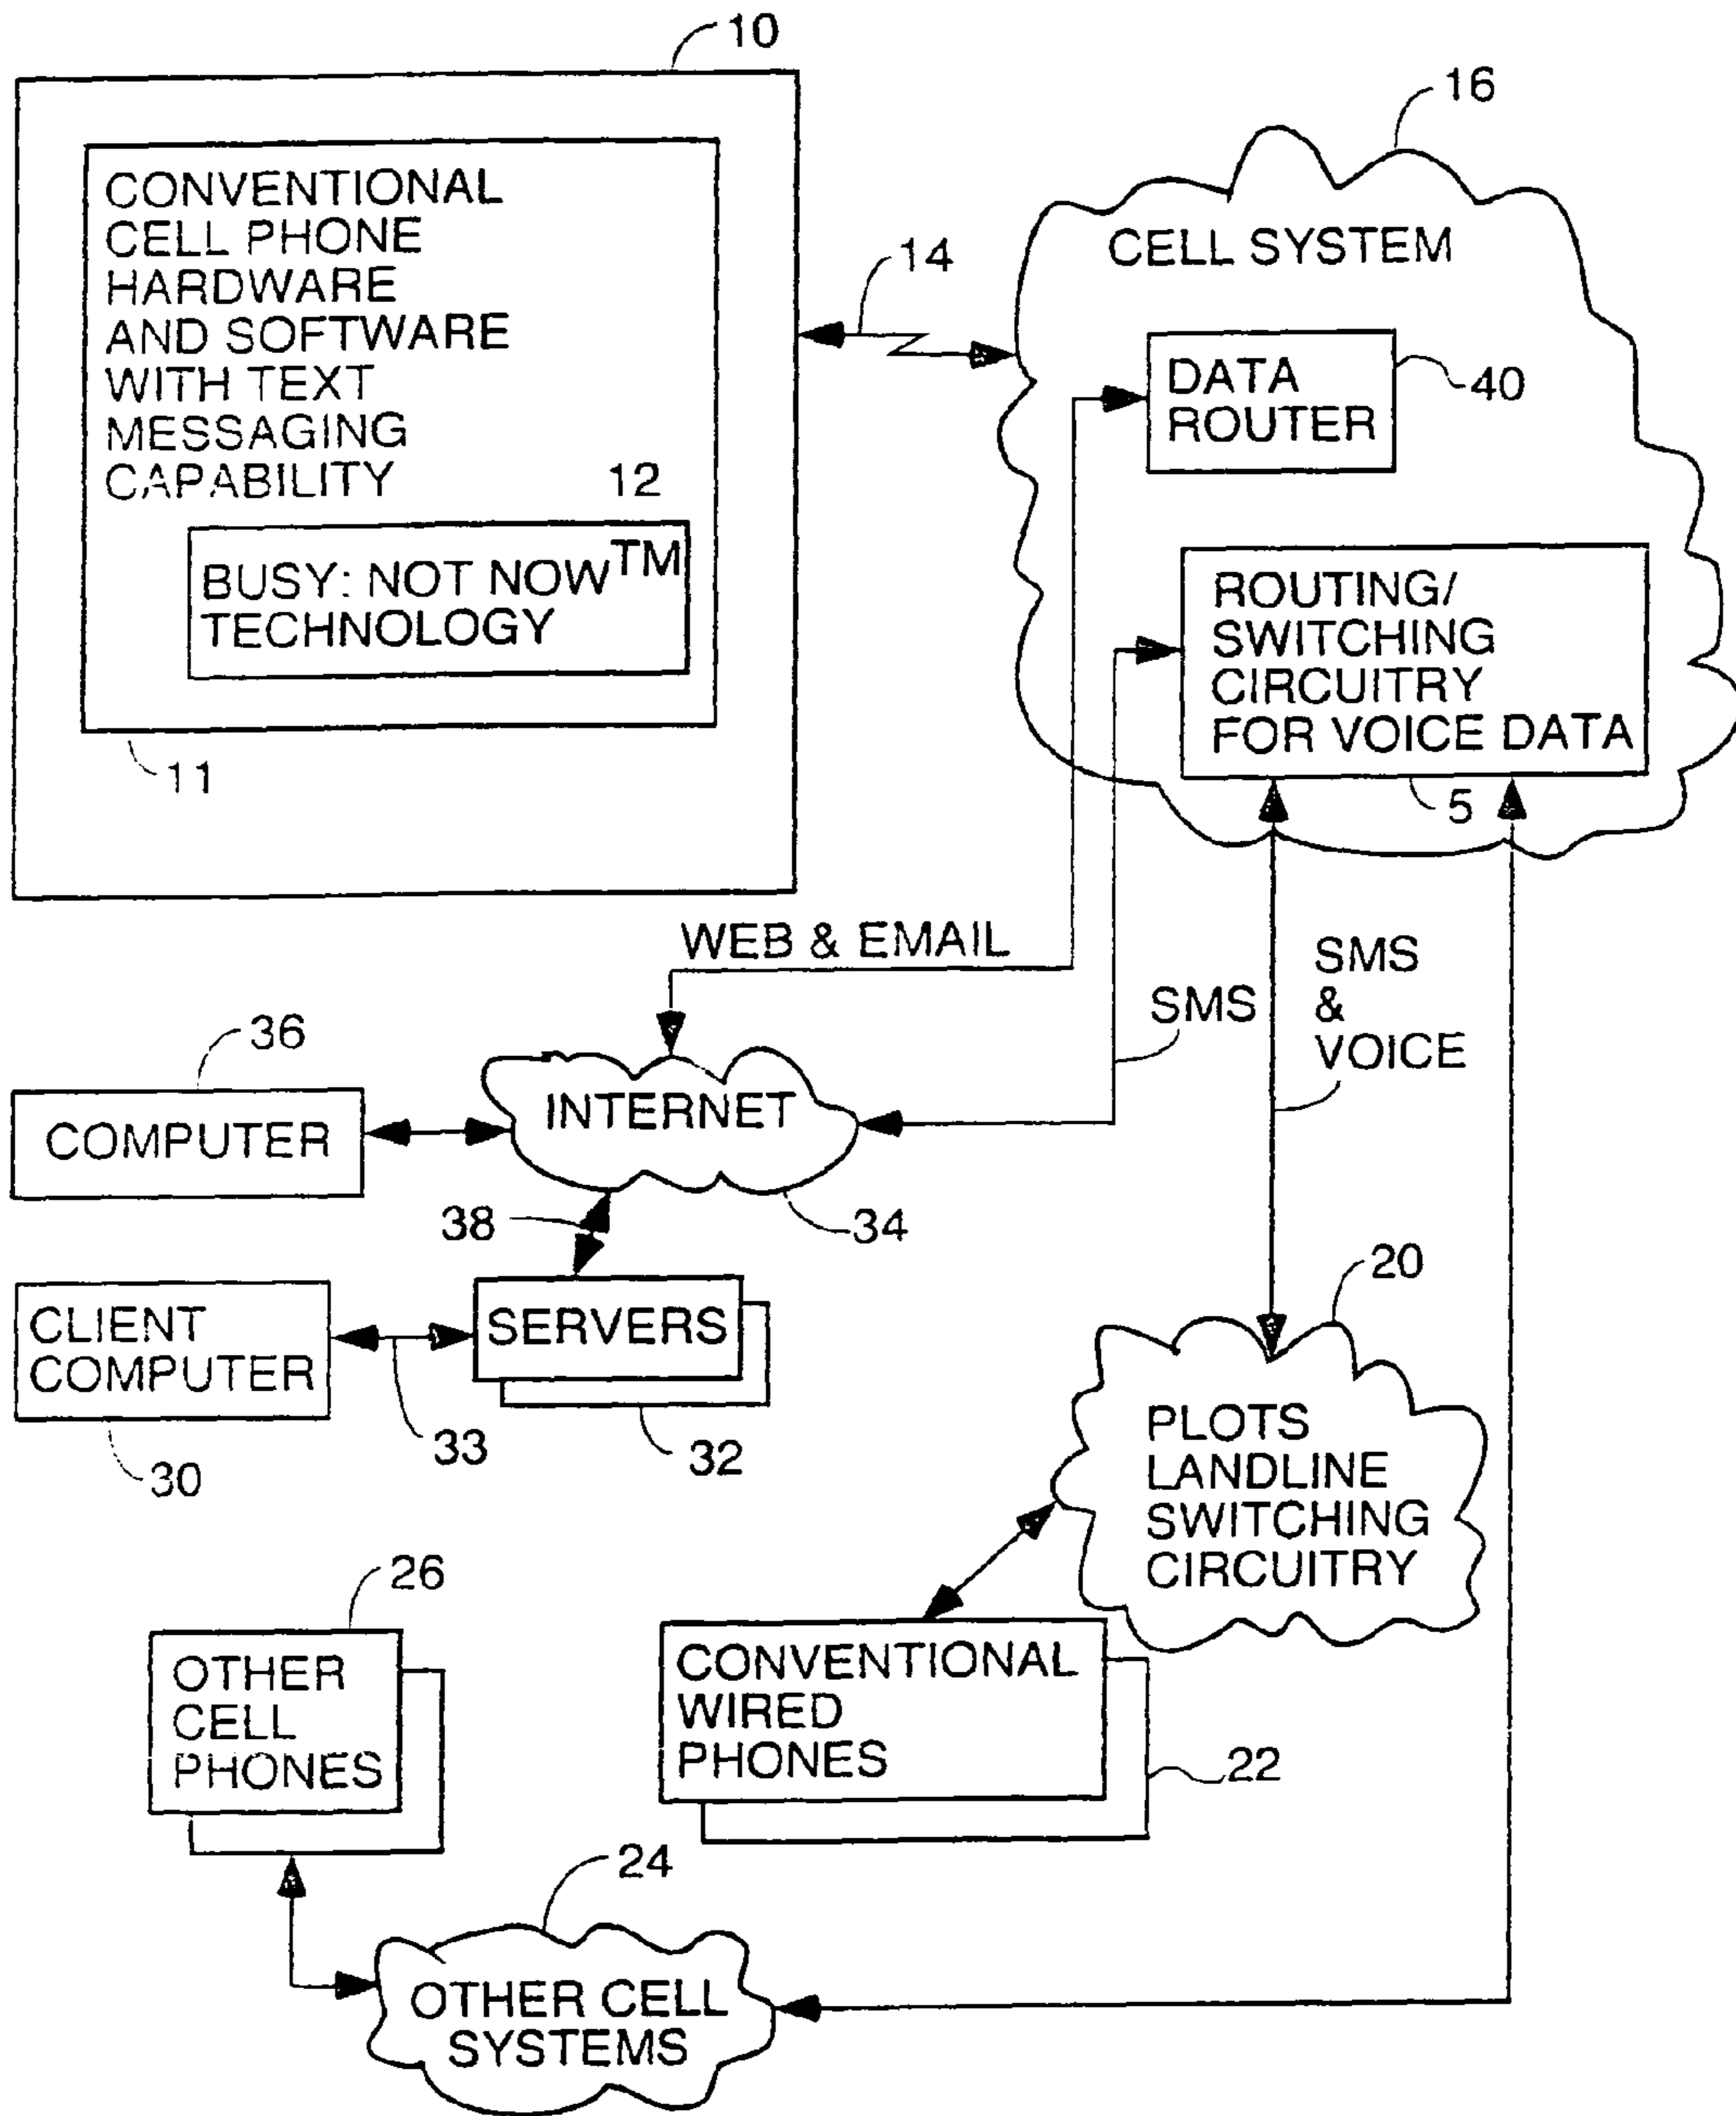 10
16
CONVENTIONAL
CELL PHONE
HARDWARE
AND SOFTWARE
WITH TEXT
MESSAGING
CAPABILITY
12
BUSY: NOT NOW™
TECHNOLOGY
11
14
CELL SYSTEM
DATA
ROUTER
40
ROUTING/
SWITCHING
CIRCUITRY
FOR VOICE DATA
5
WEB & EMAIL
SMS
SMS
&
VOICE
36
COMPUTER
INTERNET
34
38
CLIENT
COMPUTER
30
33
SERVERS
32
20
PLOTS
LANDLINE
SWITCHING
CIRCUITRY
26
OTHER
CELL
PHONES
CONVENTIONAL
WIRED
PHONES
22
24
OTHER CELL
SYSTEMS